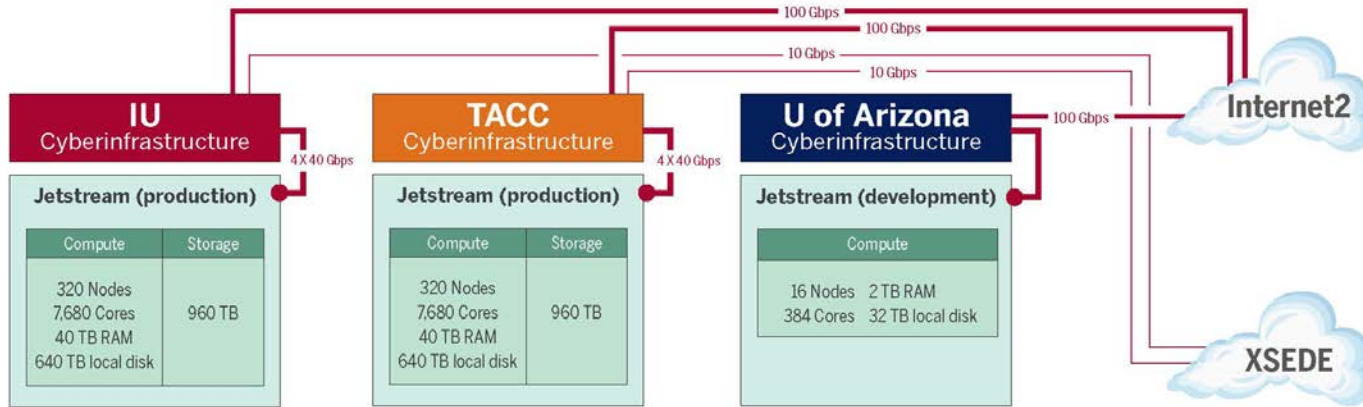 100 Gbps
100 Gbps
10 Gbps
10 Gbps
IU
Cyberinfrastructure
4 X 40 Gbps
Jetstream (production)
Compute Storage
320 Nodes
7,680 Cores
40 TB RAM
640 TB local disk
960 TB
TACC
Cyberinfrastructure
4 X 40 Gbps
Jetstream (production)
Compute Storage
320 Nodes
7,680 Cores
40 TB RAM
640 TB local disk
960 TB
U of Arizona
Cyberinfrastructure
100 Gbps
Jetstream (development)
Compute
16 Nodes 2 TB RAM
384 Cores 32 TB local disk
Internet2
XSEDE